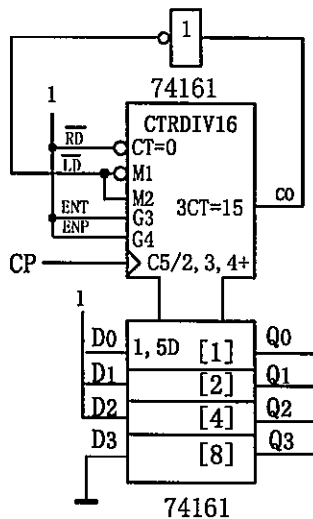 1
74161
1
CTRDIV16
RD
CT=0
LD
M1
M2
ENT
G3
3CT=15
CO
ENP
G4
CP
C5/2,3,4+
1
D0
1,5D
[1]
Q0
D1
[2]
Q1
D2
[4]
Q2
D3
[8]
Q3
74161